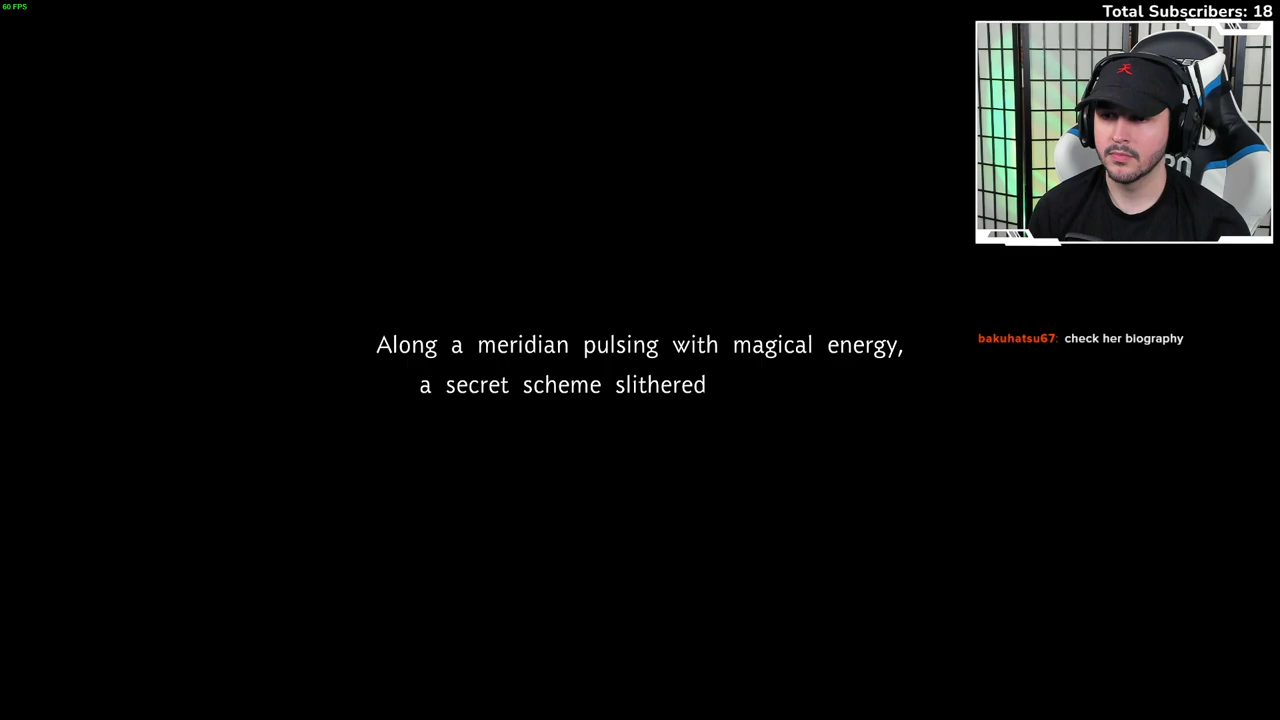 60 FPS
Total Subscribers: 18
Along a meridian pulsing with magical energy,
a secret scheme slithered
bakuhatsu67: check her biography